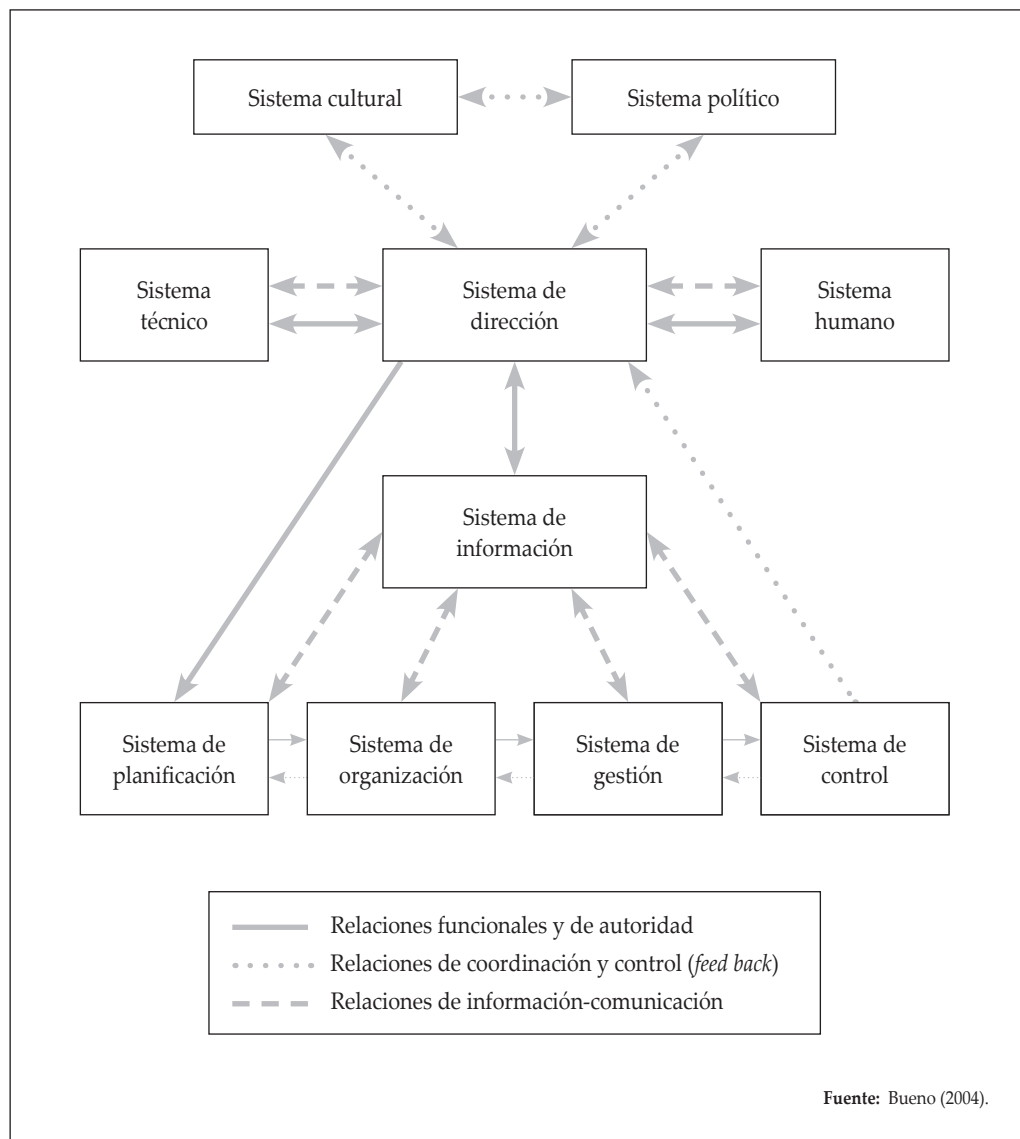 Sistema cultural
Sistema político
Sistema
técnico
Sistema de
dirección
Sistema
humano
Sistema de
información
Sistema de
planificación
Sistema de
organización
Sistema de
gestión
Sistema de
control
Relaciones funcionales y de autoridad
Relaciones de coordinación y control (feed back)
Relaciones de información-comunicación
Fuente: Bueno (2004).